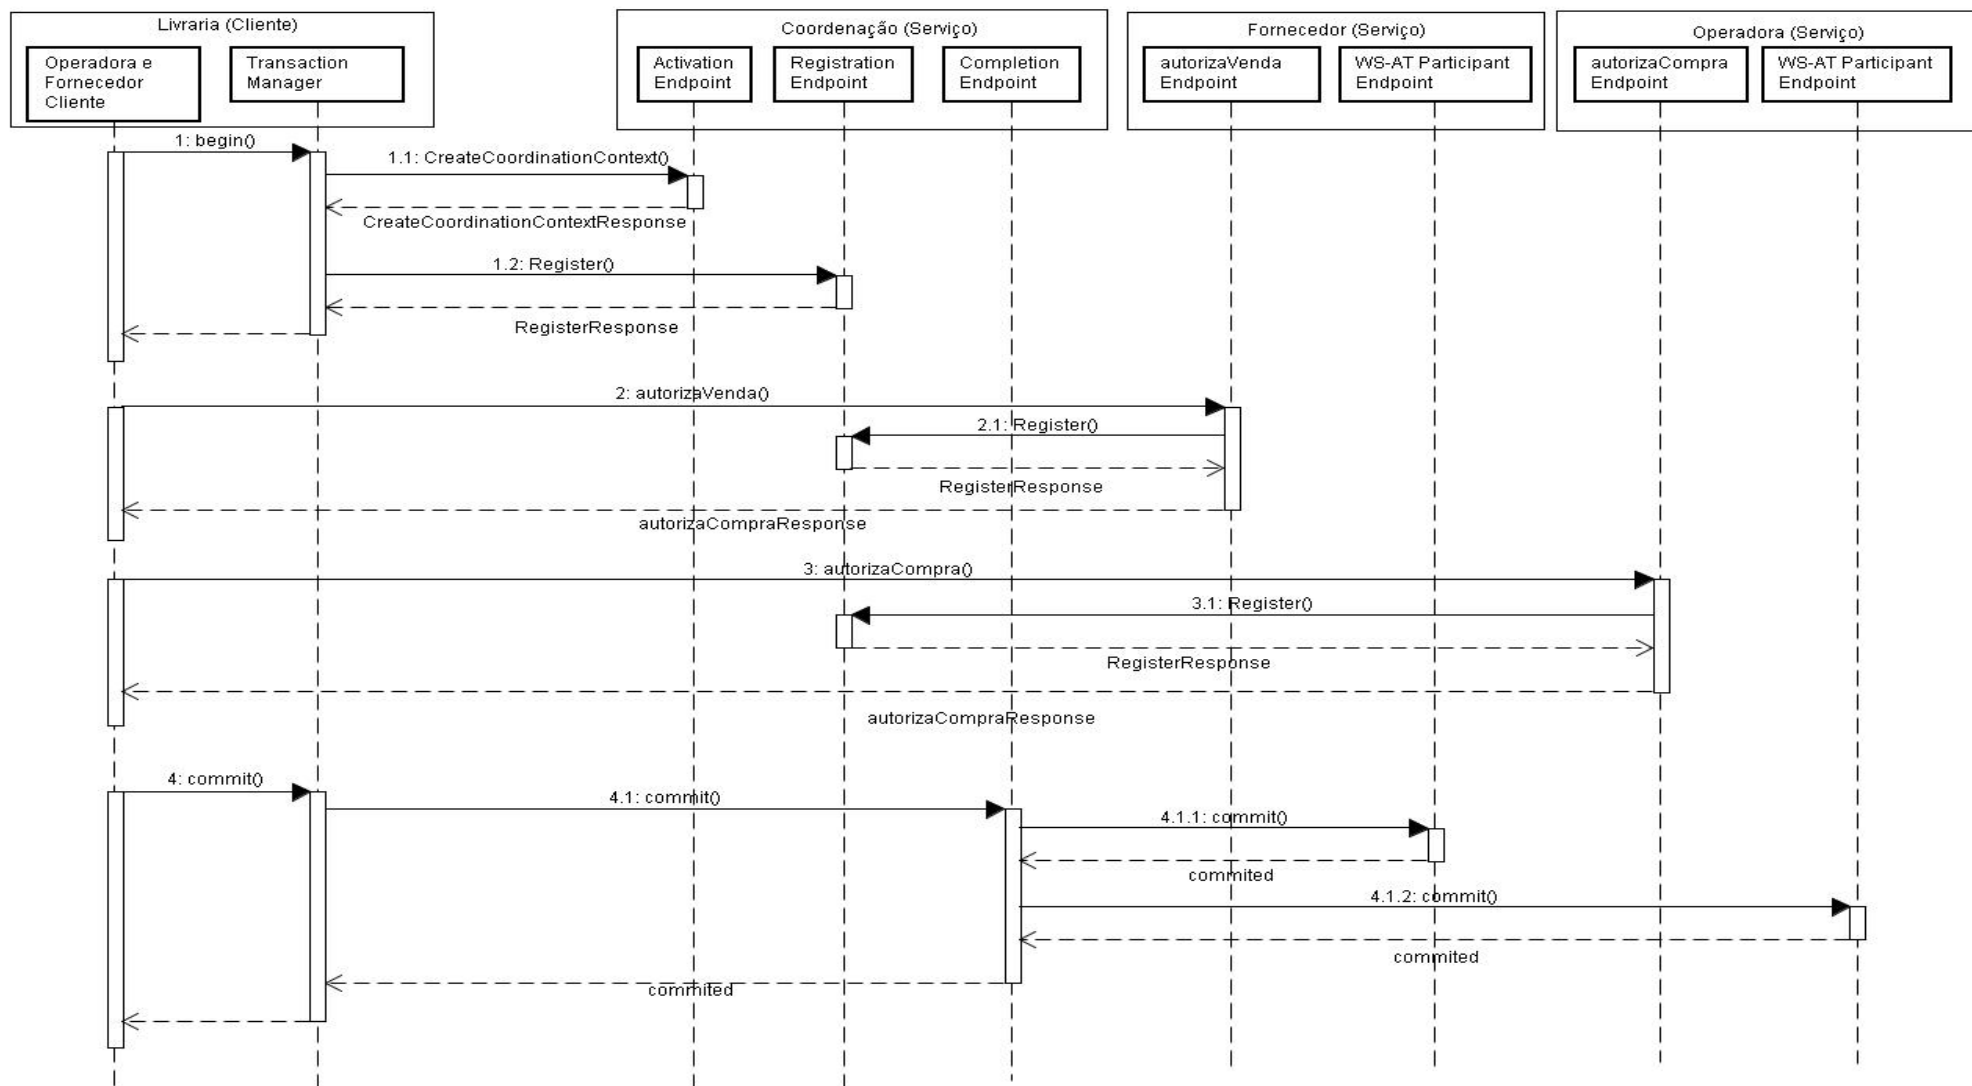 Livraria (Cliente)
Coordenação (Serviço)
Fornecedor (Serviço)
Operadora (Serviço)
Operadora e
Fornecedor
Cliente
Transaction
Manager
Activation
Endpoint
Registration
Endpoint
Completion
Endpoint
autorizaVenda
Endpoint
WS-AT Participant
Endpoint
autorizaCompra
Endpoint
WS-AT Participant
Endpoint
1: begin()
1.1: CreateCoordinationContext()
CreateCoordinationContextResponse
1.2: Register()
RegisterResponse
2: autorizaVenda()
2.1: Register()
RegisterResponse
autorizaCompraResponse
3: autorizaCompra()
3.1: Register()
RegisterResponse
autorizaCompraResponse
4: commit()
4.1: commit()
4.1.1: commit()
commited
4.1.2: commit()
commited
commited